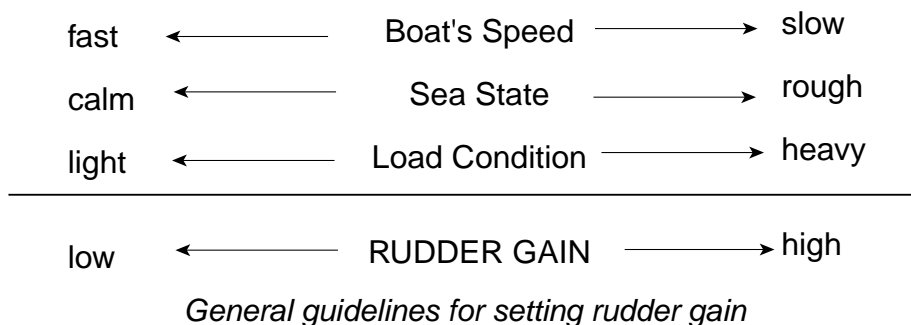 fast Boat's Speed slow
calm Sea State rough
light Load Condition heavy
low RUDDER GAIN high
General guidelines for setting rudder gain